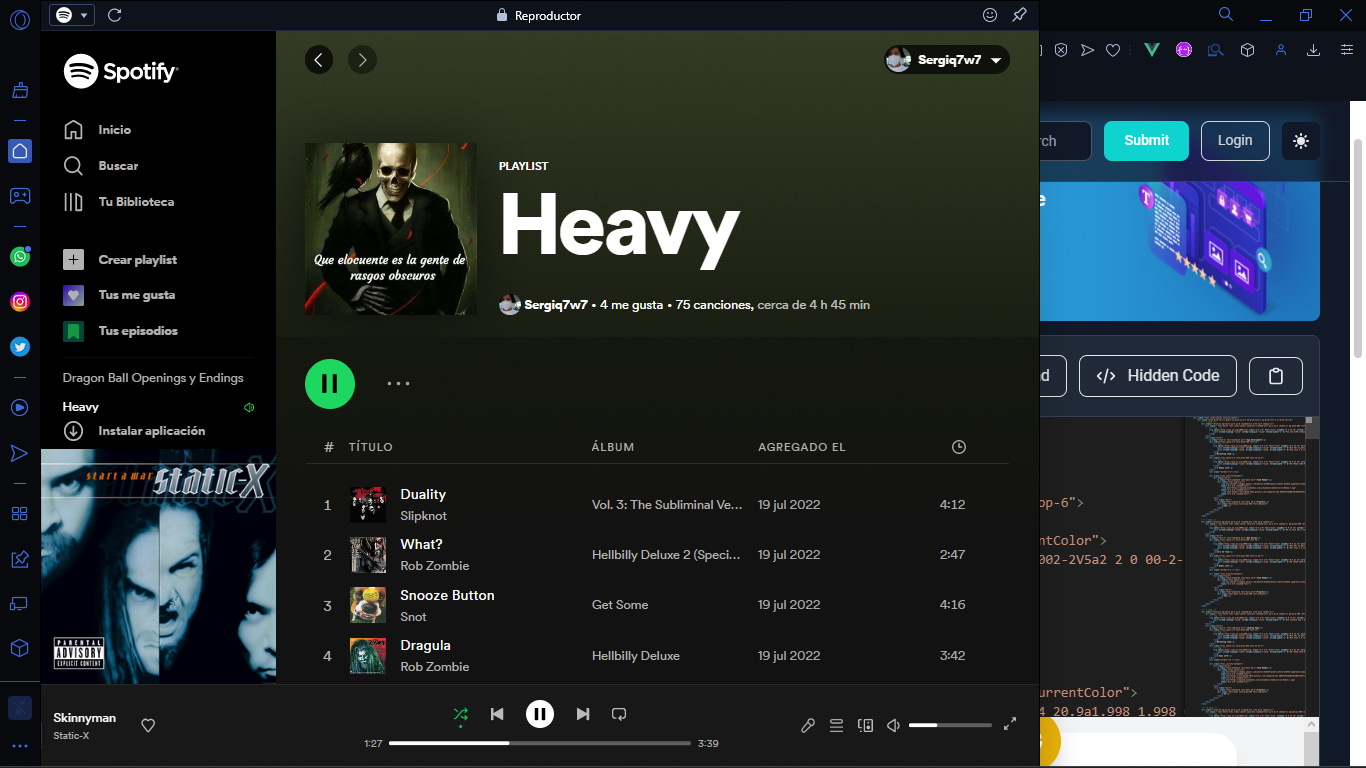 Reproductor
Spotify
Inicio
Buscar
Tu Biblioteca
Crear playlist
Tus me gusta
Tus episodios
Dragon Ball Openings y Endings
Heavy
Instalar aplicación
start a war static-X
PARENTAL
ADVISORY
EXPLICIT CONTENT
Sergiq7w7
Que elocuente es la gente de
rasgos obscuros
PLAYLIST
Heavy
Sergiq7w7 • 4 me gusta • 75 canciones, cerca de 4 h 45 min
# TÍTULO ÁLBUM AGREGADO EL
1 Duality Vol. 3: The Subliminal Ve... 19 jul 2022 4:12
Slipknot
2 What? Hellbilly Deluxe 2 (Speci... 19 jul 2022 2:47
Rob Zombie
3 Snooze Button Get Some 19 jul 2022 4:16
Snot
4 Dragula Hellbilly Deluxe 19 jul 2022 3:42
Rob Zombie
Skinnyman
Static-X
1:27 3:39
rch Submit Login
e
T
d </> Hidden Code
op-6">
rentColor">
002-2V5a2 2 0 00-2-
urrentColor">
4 20.9a1.998 1.998